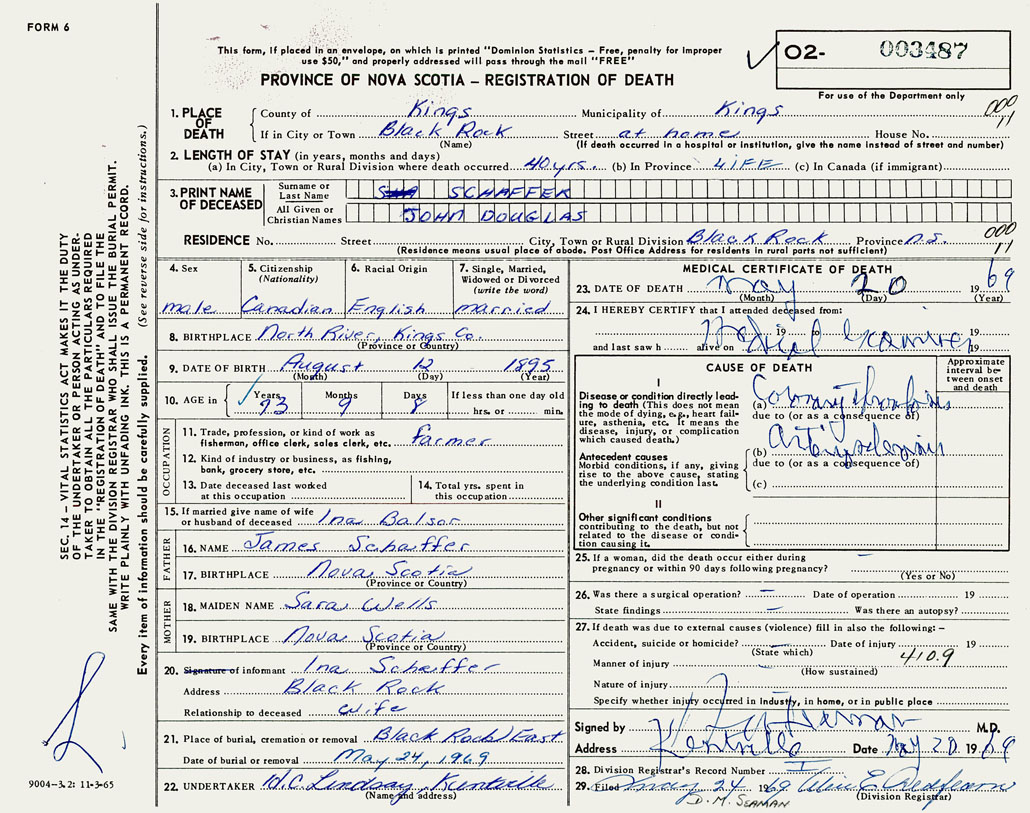 FORM 6
This form, if placed in an envelope, on which is printed "Dominion Statistics – Free, penalty for improper
use $50," and properly addressed will pass through the mail "FREE"
PROVINCE OF NOVA SCOTIA – REGISTRATION OF DEATH
O2- 003487
For use of the Department only
1. PLACE OF DEATH County of Kings Municipality of Kings 000
If in City or Town Black Rock Street at home House No. 11
(Name) (If death occurred in a hospital or institution, give the name instead of street and number)
2. LENGTH OF STAY (in years, months and days)
(a) In City, Town or Rural Division where death occurred 40 yrs. (b) In Province LIFE (c) In Canada (if immigrant)
3. PRINT NAME OF DECEASED
Surname or Last Name SCHAFFER
All Given or Christian Names JOHN DOUGLAS
RESIDENCE No. Street City, Town or Rural Division Black Rock Province n.s. 000 11
(Residence means usual place of abode. Post Office Address for residents in rural parts not sufficient)
4. Sex male
5. Citizenship (Nationality) Canadian
6. Racial Origin English
7. Single, Married, Widowed or Divorced (write the word) married
8. BIRTHPLACE North River, Kings Co.
(Province or Country)
9. DATE OF BIRTH August 12 1895
(Month) (Day) (Year)
10. AGE in Years 73 Months 9 Days 8 If less than one day old
hrs. or min.
OCCUPATION
11. Trade, profession, or kind of work as fisherman, office clerk, sales clerk, etc. farmer
12. Kind of industry or business, as fishing, bank, grocery store, etc.
13. Date deceased last worked at this occupation
14. Total yrs. spent in this occupation
15. If married give name of wife or husband of deceased Ina Balsor
FATHER
16. NAME James Schaffer
17. BIRTHPLACE Nova Scotia
(Province or Country)
MOTHER
18. MAIDEN NAME Sara Wells
19. BIRTHPLACE Nova Scotia
(Province or Country)
20. Signature of informant Ina Schaffer
Address Black Rock
Relationship to deceased wife
21. Place of burial, cremation or removal Black Rock East
Date of burial or removal May 24, 1969
22. UNDERTAKER H.C. Lindsay Kentville
(Name and address)
MEDICAL CERTIFICATE OF DEATH
23. DATE OF DEATH May 20 1969
(Month) (Day) (Year)
24. I HEREBY CERTIFY that I attended deceased from:
19 to 19
and last saw h alive on 19
Medical Examiner
CAUSE OF DEATH
Approximate interval between onset and death
I
Disease or condition directly leading to death (This does not mean the mode of dying, e.g., heart failure, asthenia, etc. It means the disease, injury, or complication which caused death.)
(a) Coronary Thrombosis
due to (or as a consequence of)
Antecedent causes
Morbid conditions, if any, giving rise to the above cause, stating the underlying condition last.
(b)
due to (or as a consequence of)
(c)
II
Other significant conditions contributing to the death, but not related to the disease or condition causing it.
25. If a woman, did the death occur either during pregnancy or within 90 days following pregnancy? –
(Yes or No)
26. Was there a surgical operation? – Date of operation 19
State findings – Was there an autopsy?
27. If death was due to external causes (violence) fill in also the following: –
Accident, suicide or homicide? Date of injury 19
(State which) 410.9
Manner of injury
(How sustained)
Nature of injury
Specify whether injury occurred in Industry, in home, or in public place
Signed by M.D.
Address Kentville Date May 20 1969
28. Division Registrar's Record Number
29. Filed May 24 1969
(Division Registrar)
D.M. SEAMAN
SEC. 14 – VITAL STATISTICS ACT MAKES IT THE DUTY
OF THE UNDERTAKER OR PERSON ACTING AS UNDER-
TAKER TO OBTAIN ALL THE PARTICULARS REQUIRED
IN THE "REGISTRATION OF DEATH" AND TO FILE THE
SAME WITH THE DIVISION REGISTRAR WHO SHALL ISSUE THE BURIAL PERMIT.
WRITE PLAINLY WITH UNFADING INK. THIS IS A PERMANENT RECORD.
Every item of information should be carefully supplied. (See reverse side for instructions.)
9004-3.2: 11-3-65